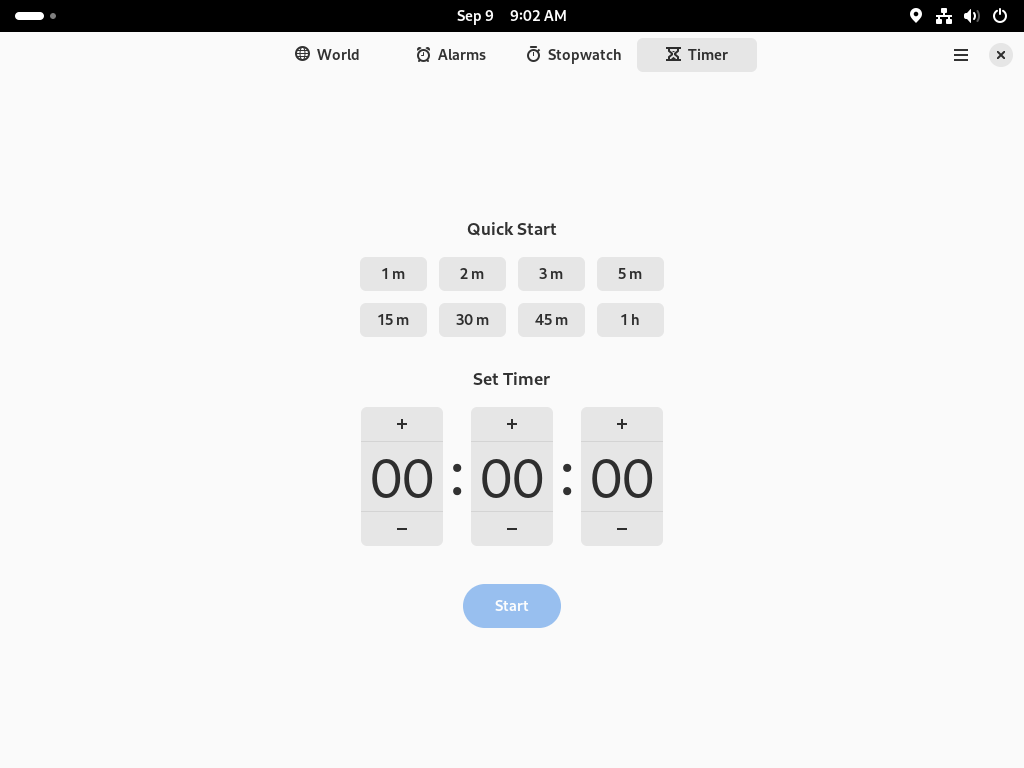 Sep 9 9:02 AM
World Alarms Stopwatch Timer
Quick Start
1 m 2 m 3 m 5 m
15 m 30 m 45 m 1 h
Set Timer
+ + +
00 : 00 : 00
− − −
Start